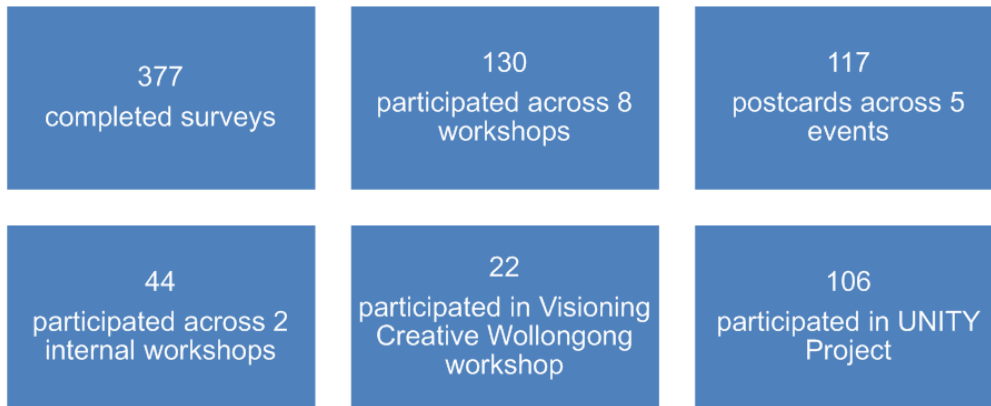 377
completed surveys
130
participated across 8
workshops
117
postcards across 5
events
44
participated across 2
internal workshops
22
participated in Visioning
Creative Wollongong
workshop
106
participated in UNITY
Project